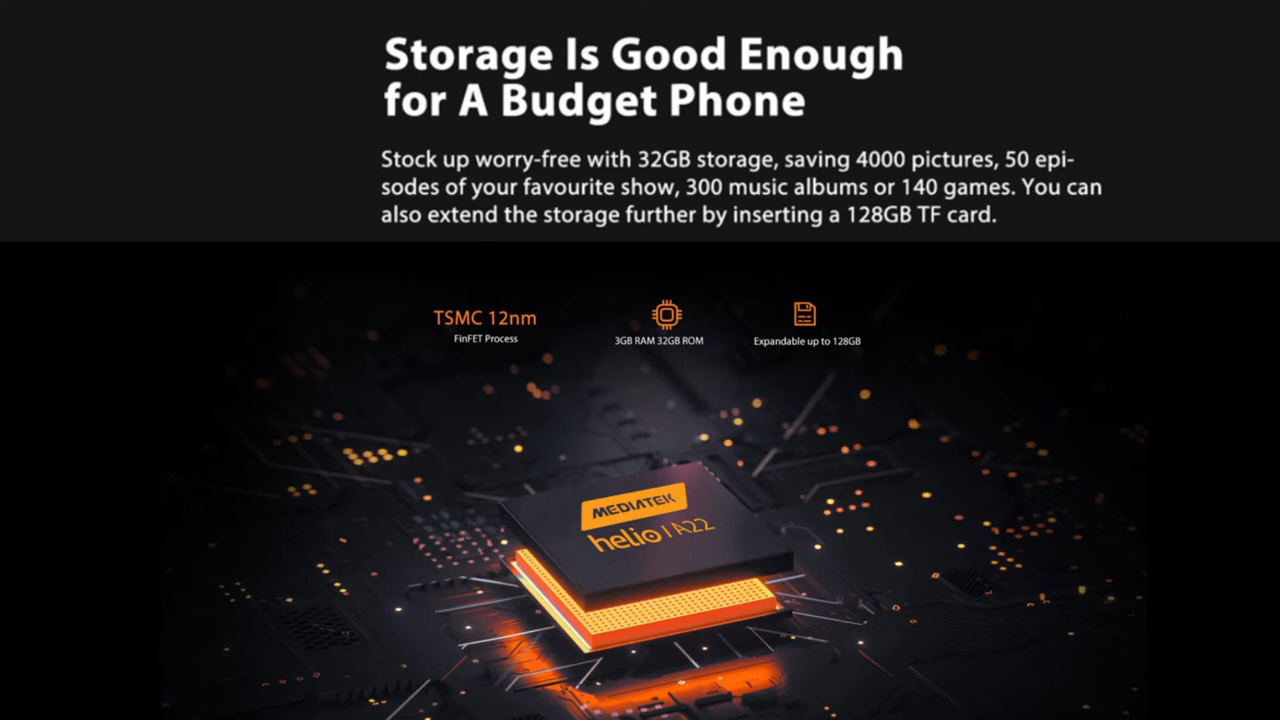 Storage Is Good Enough
for A Budget Phone
Stock up worry-free with 32GB storage, saving 4000 pictures, 50 epi-
sodes of your favourite show, 300 music albums or 140 games. You can
also extend the storage further by inserting a 128GB TF card.
TSMC 12nm
FinFET Process
3GB RAM 32GB ROM
Expandable up to 128GB
MEDIATEK
helio | A22